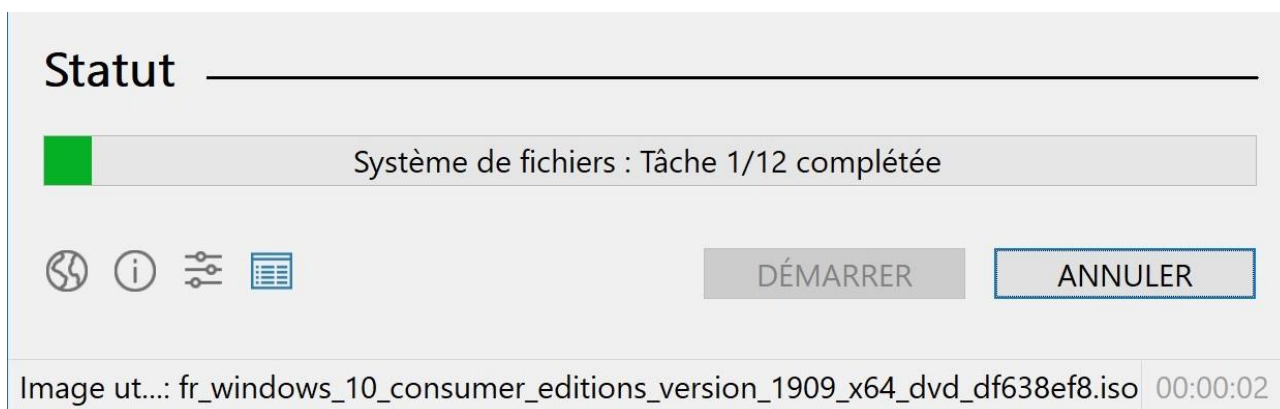 Statut
Système de fichiers : Tâche 1/12 complétée
DÉMARRER ANNULER
Image ut...: fr_windows_10_consumer_editions_version_1909_x64_dvd_df638ef8.iso 00:00:02